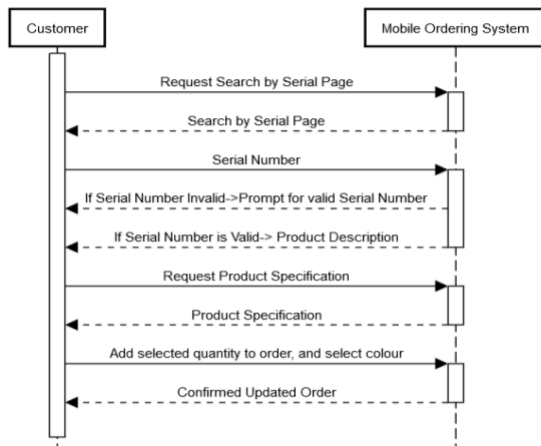 Customer
Mobile Ordering System
Request Search by Serial Page
Search by Serial Page
Serial Number
If Serial Number Invalid->Prompt for valid Serial Number
If Serial Number is Valid-> Product Description
Request Product Specification
Product Specification
Add selected quantity to order, and select colour
Confirmed Updated Order